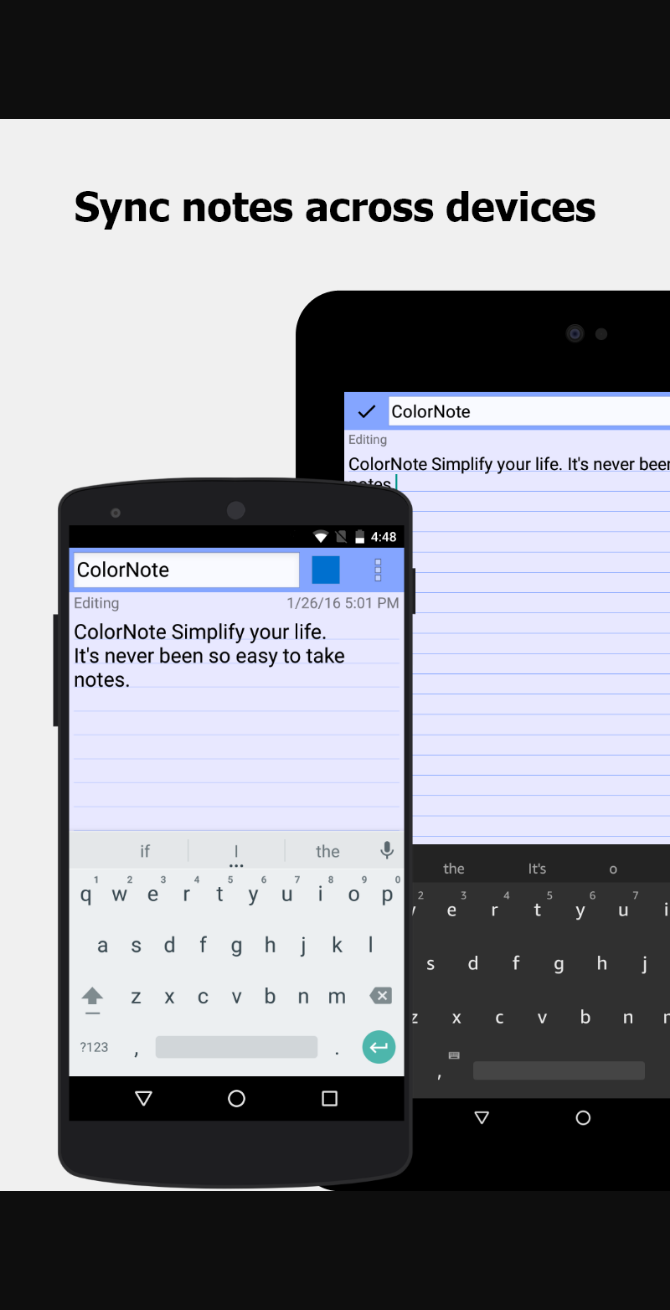 Sync notes across devices
ColorNote
Editing
ColorNote Simplify your life. It's never
notes.
4:48
ColorNote
Editing 1/26/16 5:01 PM
ColorNote Simplify your life.
It's never been so easy to take
notes.
if I the
1 2 3 4 5 6 7 8 9 0
q w e r t y u i o p
a s d f g h j k l
z x c v b n m
?123 , .
the It's o
2 3 4 5 6 7
e r t y u i
s d f g h j
z x c v b n
,